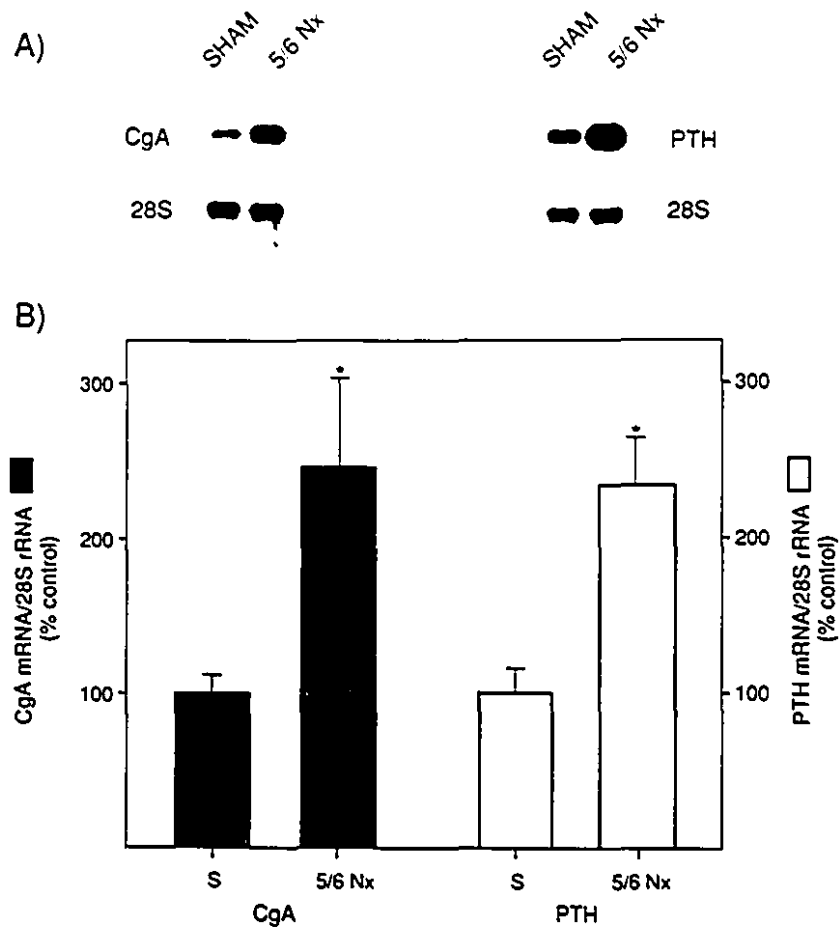 A)
SHAM 5/6 Nx
SHAM 5/6 Nx
CgA
PTH
28S
28S
B)
300
200
100
CgA mRNA/28S rRNA
(% control)
*
*
300
200
100
PTH mRNA/28S rRNA
(% control)
S 5/6 Nx S 5/6 Nx
CgA PTH